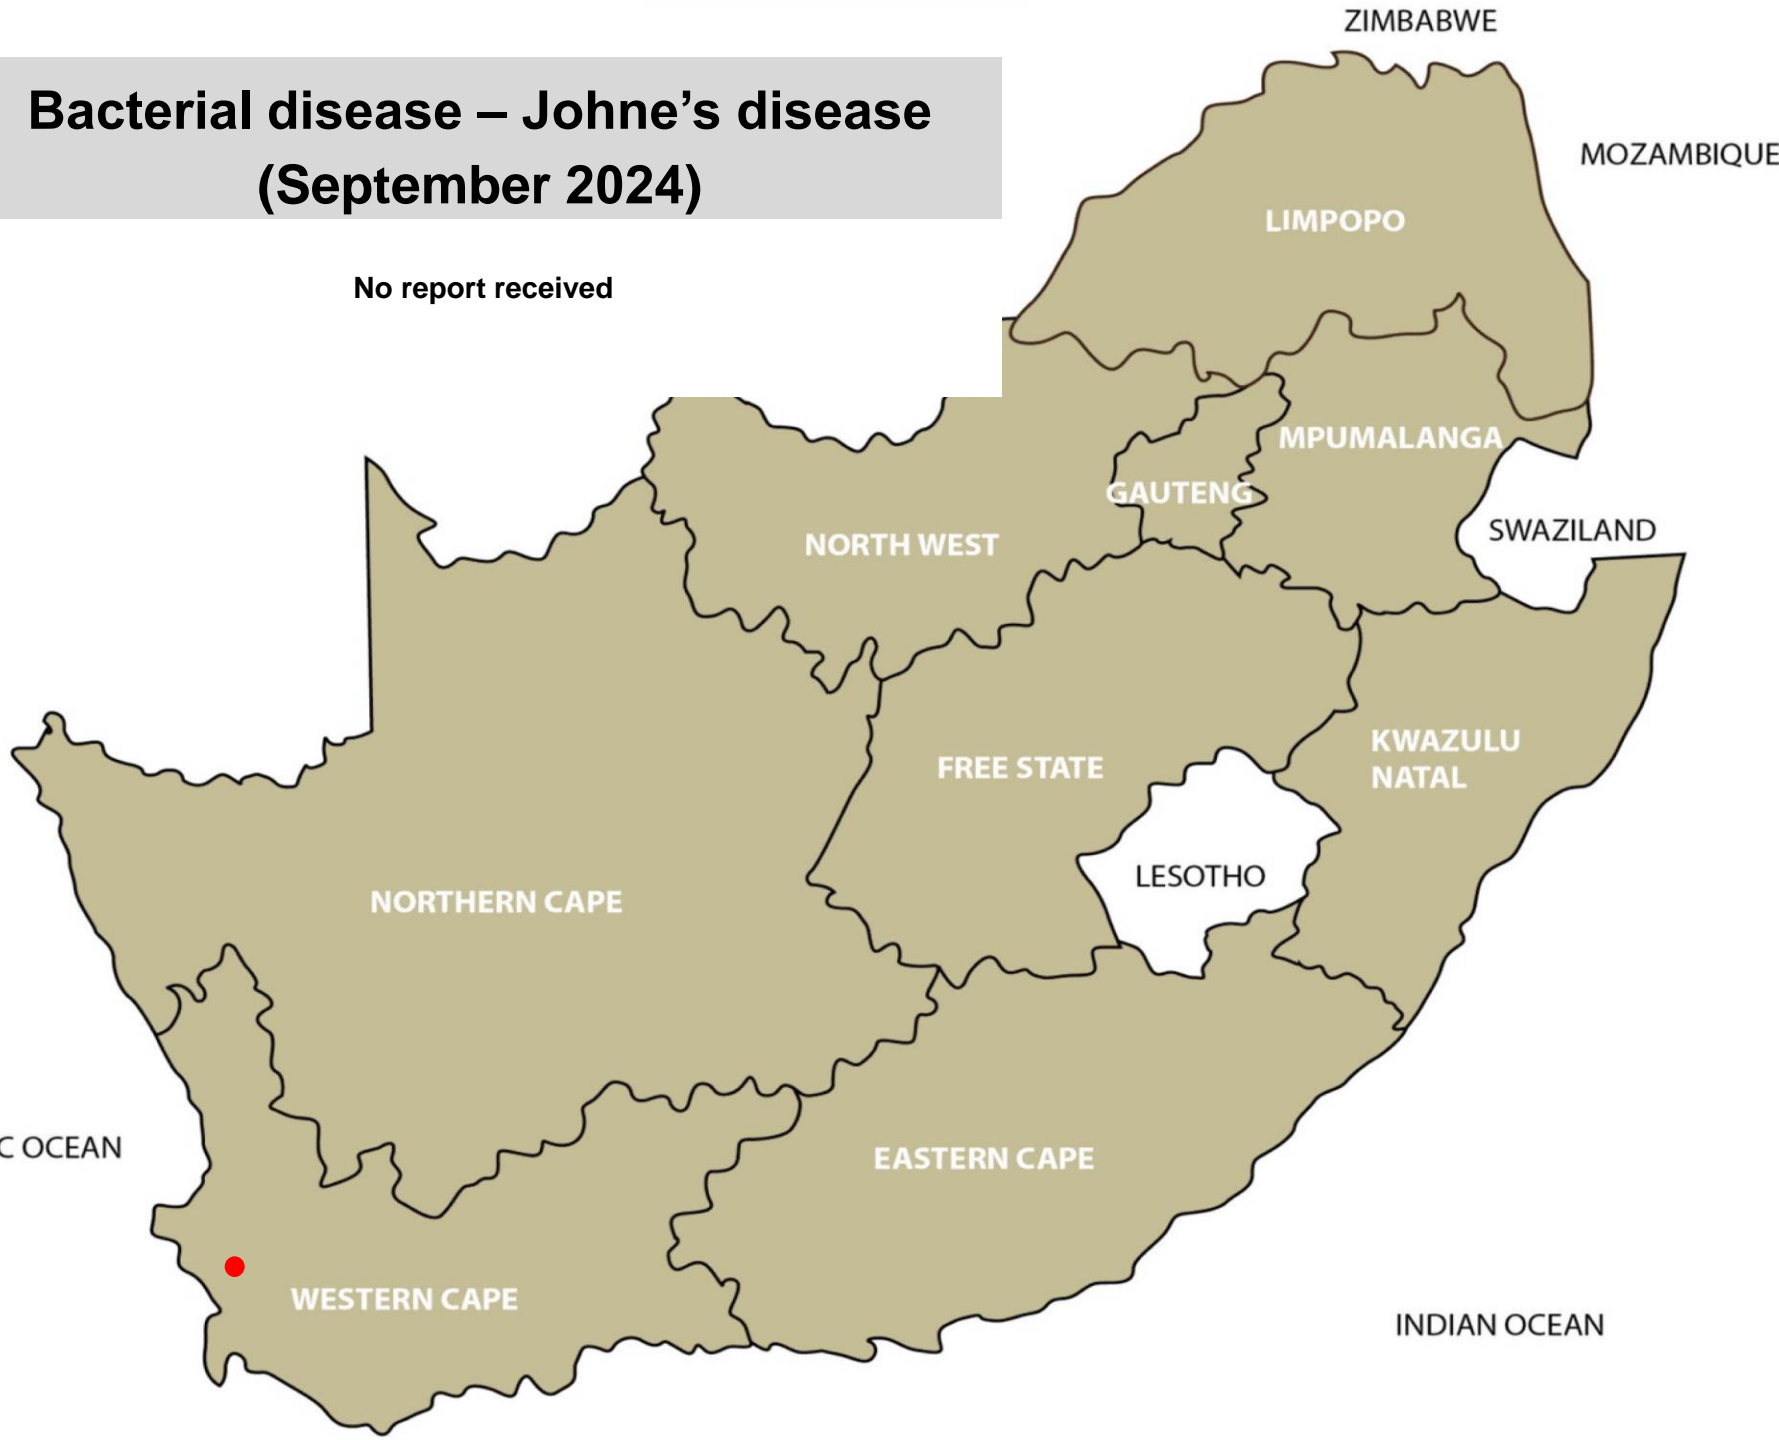 ZIMBABWE
Bacterial disease – Johne’s disease
(September 2024)
MOZAMBIQUE
LIMPOPO
No report received
MPUMALANGA
GAUTENG
SWAZILAND
NORTH WEST
KWAZULU
NATAL
FREE STATE
LESOTHO
NORTHERN CAPE
C OCEAN
EASTERN CAPE
WESTERN CAPE
INDIAN OCEAN